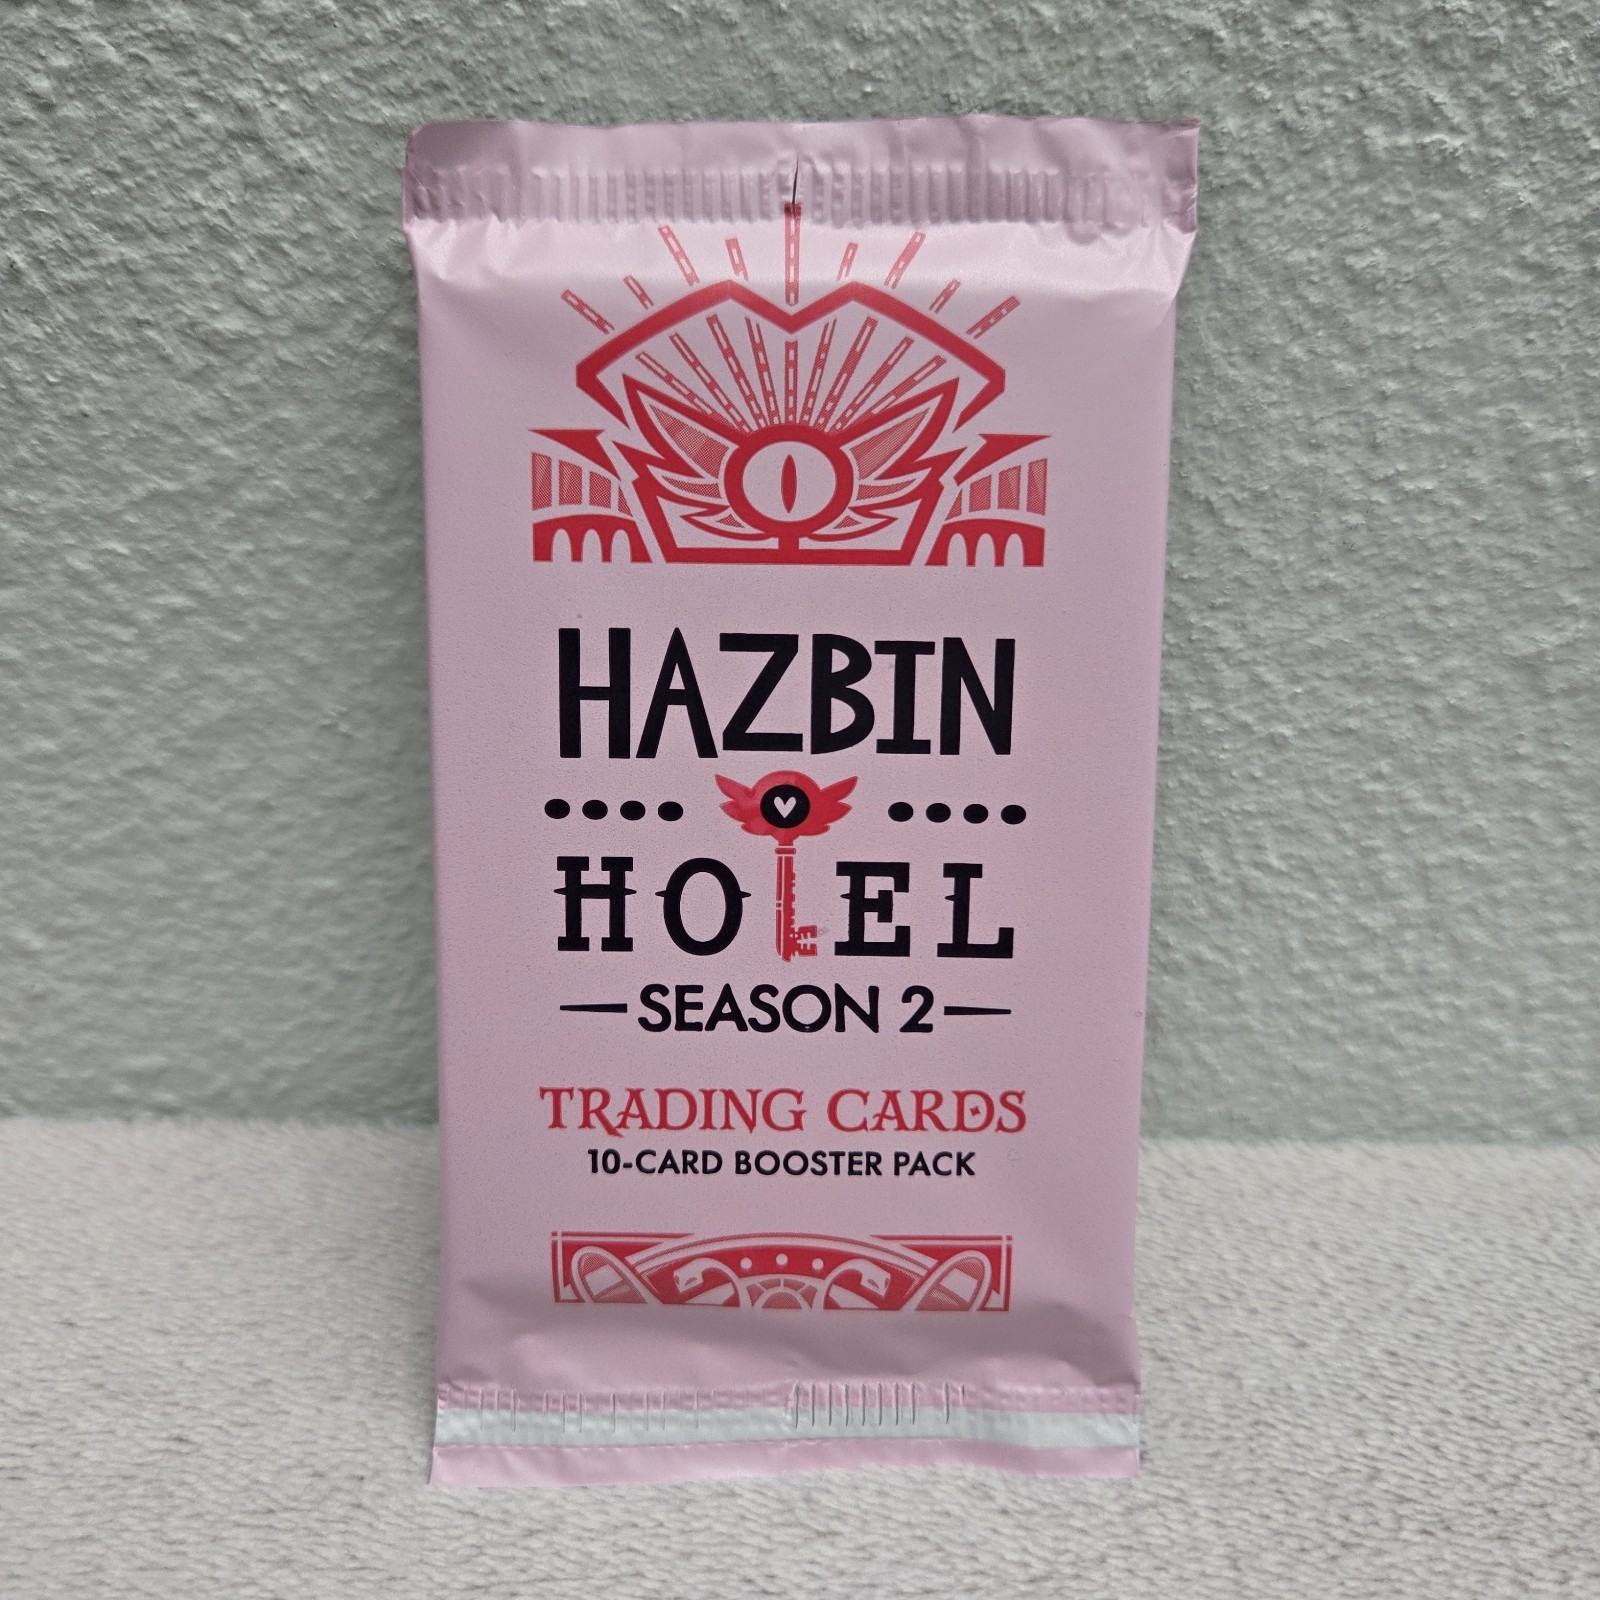 HAZBIN
HOTEL
SEASON 2
TRADING CARDS
10-CARD BOOSTER PACK